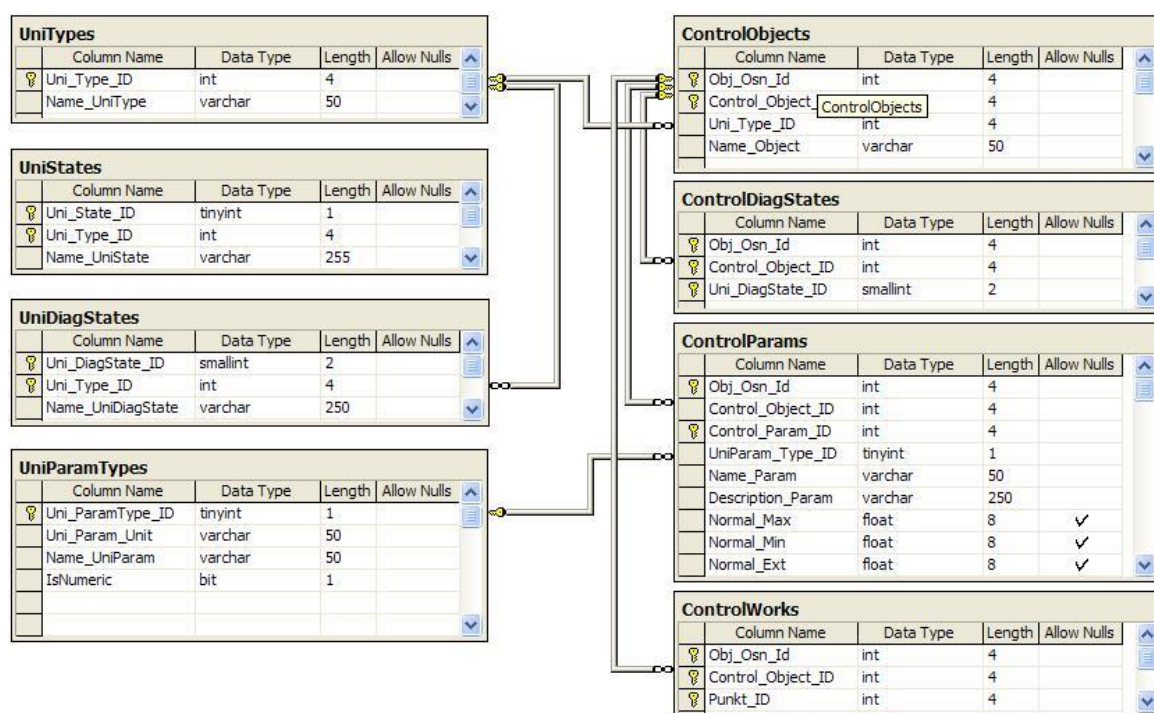 UniTypes
Column Name Data Type Length Allow Nulls
Uni_Type_ID int 4
Name_UniType varchar 50
UniStates
Column Name Data Type Length Allow Nulls
Uni_State_ID tinyint 1
Uni_Type_ID int 4
Name_UniState varchar 255
UniDiagStates
Column Name Data Type Length Allow Nulls
Uni_DiagState_ID smallint 2
Uni_Type_ID int 4
Name_UniDiagState varchar 250
UniParamTypes
Column Name Data Type Length Allow Nulls
Uni_ParamType_ID tinyint 1
Uni_Param_Unit varchar 50
Name_UniParam varchar 50
IsNumeric bit 1
ControlObjects
Column Name Data Type Length Allow Nulls
Obj_Osn_Id int 4
Control_Object_ ControlObjects 4
Uni_Type_ID int 4
Name_Object varchar 50
ControlDiagStates
Column Name Data Type Length Allow Nulls
Obj_Osn_Id int 4
Control_Object_ID int 4
Uni_DiagState_ID smallint 2
ControlParams
Column Name Data Type Length Allow Nulls
Obj_Osn_Id int 4
Control_Object_ID int 4
Control_Param_ID int 4
UniParam_Type_ID tinyint 1
Name_Param varchar 50
Description_Param varchar 250
Normal_Max float 8
Normal_Min float 8
Normal_Ext float 8
ControlWorks
Column Name Data Type Length Allow Nulls
Obj_Osn_Id int 4
Control_Object_ID int 4
Punkt_ID int 4